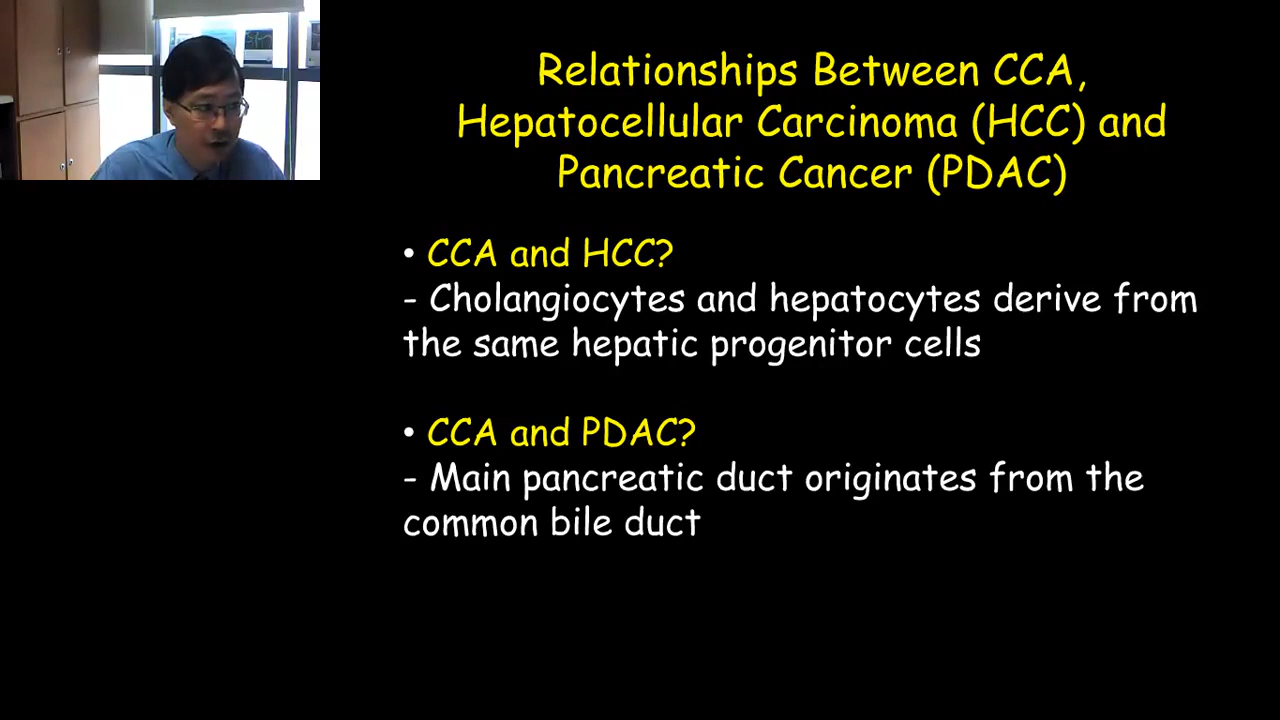 Relationships Between CCA,
Hepatocellular Carcinoma (HCC) and
Pancreatic Cancer (PDAC)
• CCA and HCC?
- Cholangiocytes and hepatocytes derive from
the same hepatic progenitor cells
• CCA and PDAC?
- Main pancreatic duct originates from the
common bile duct